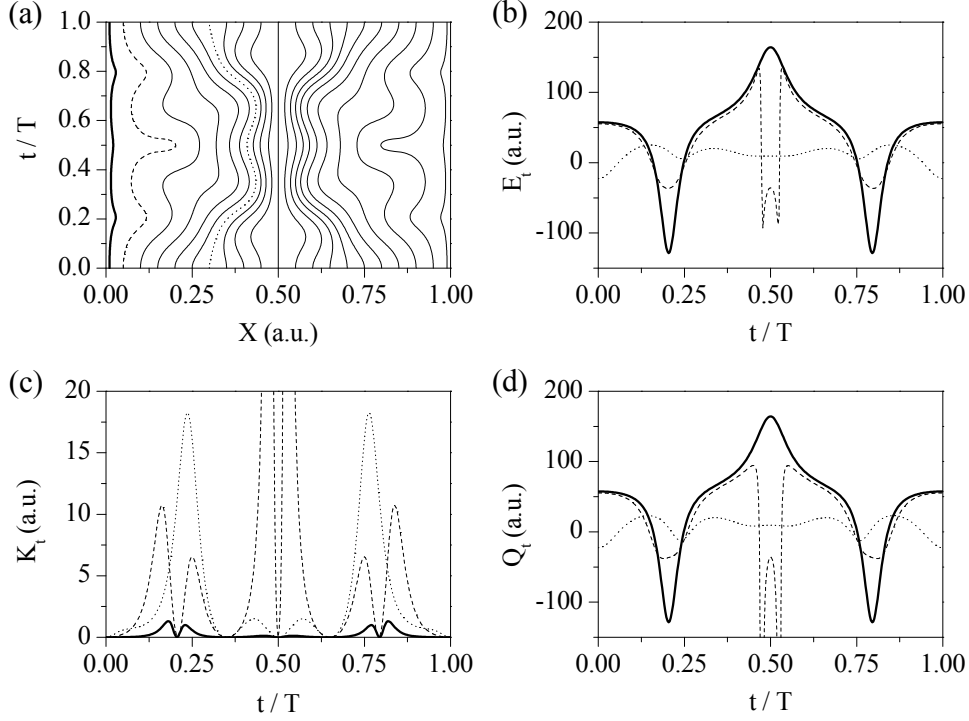 (a)
1.0
0.8
0.6
0.4
0.2
0.0
t / T
0.00 0.25 0.50 0.75 1.00
X (a.u.)
(b)
200
100
0
-100
E_t (a.u.)
0.00 0.25 0.50 0.75 1.00
t / T
(c)
20
15
10
5
0
K_t (a.u.)
0.00 0.25 0.50 0.75 1.00
t / T
(d)
200
100
0
-100
Q_t (a.u.)
0.00 0.25 0.50 0.75 1.00
t / T